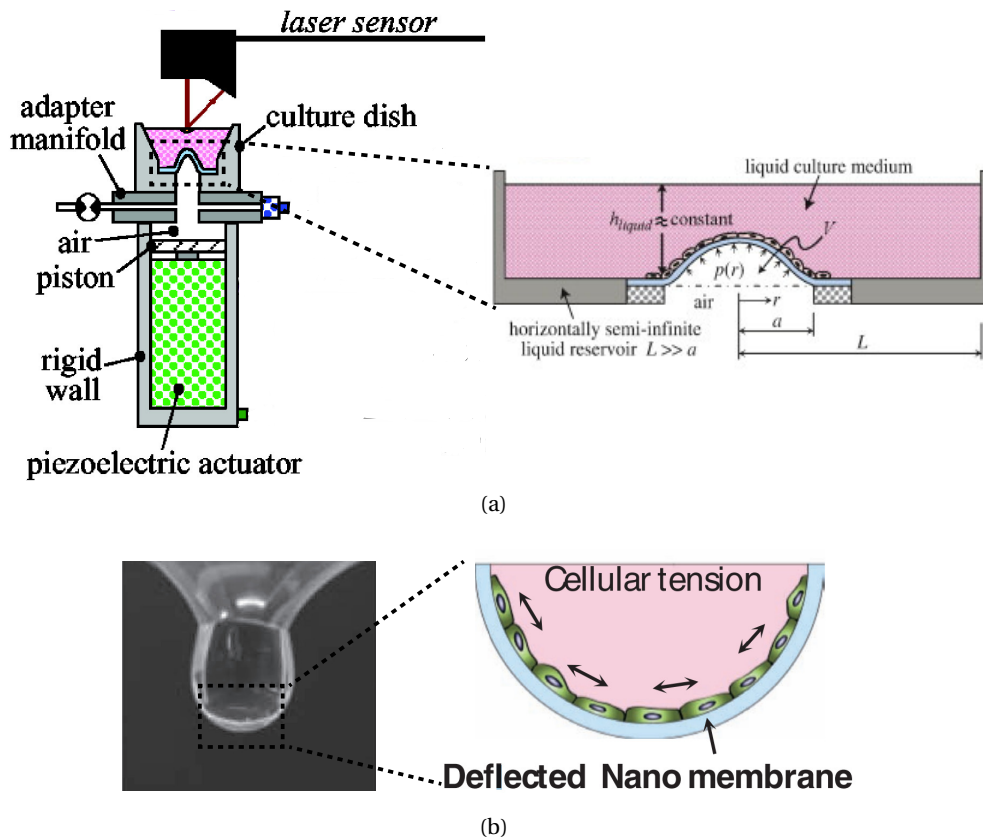 laser sensor
adapter
manifold
culture dish
air
piston
rigid
wall
piezoelectric actuator
liquid culture medium
h_liquid ≈ constant
V
p(r)
air
r
a
horizontally semi-infinite
liquid reservoir L >> a
L
(a)
Cellular tension
Deflected Nano membrane
(b)